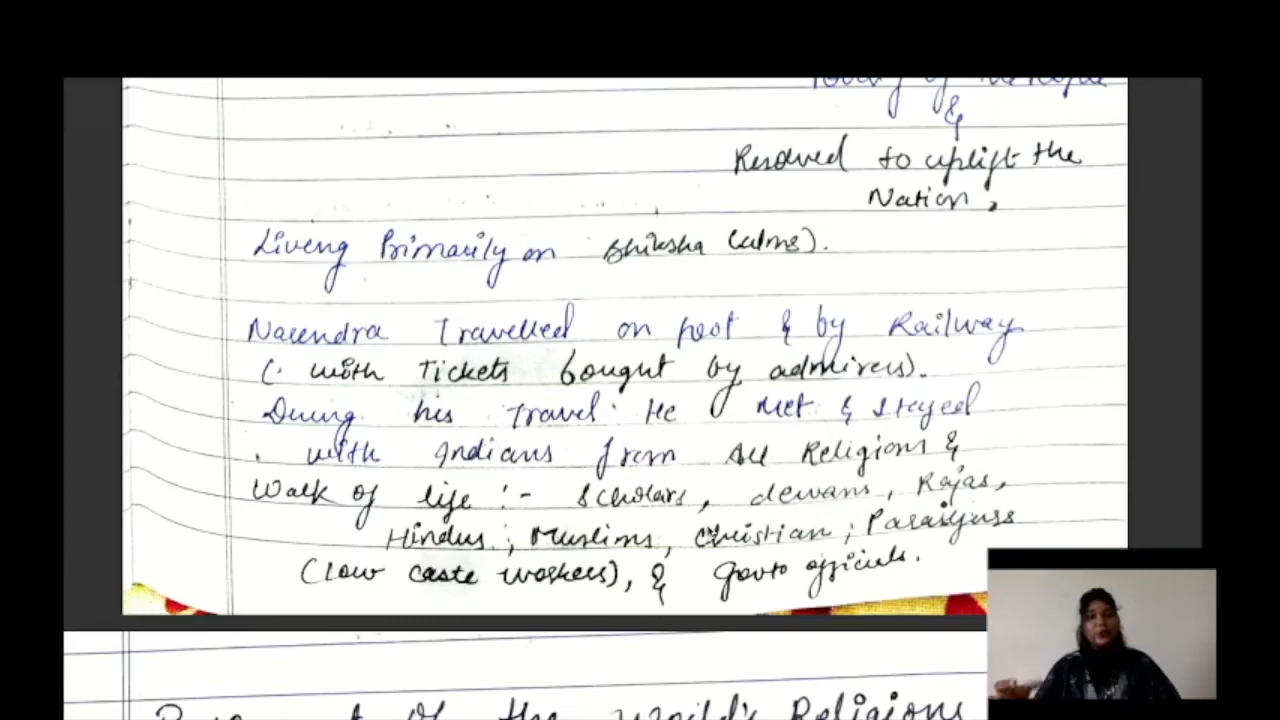 Resolved to uplift the
Nation,
Living Primarily on Bhiksha (alms).
Narendra Travelled on foot & by Railway
(. with Tickets bought by admirers).
During his Travel. He Met & Stayed
. with Indians from All Religions &
Walk of life :- Scholars, dewans, Rajas,
Hindus, Muslims, Christian, Paraiyars
(low caste workers), & govt officials.
Of the World's Religions